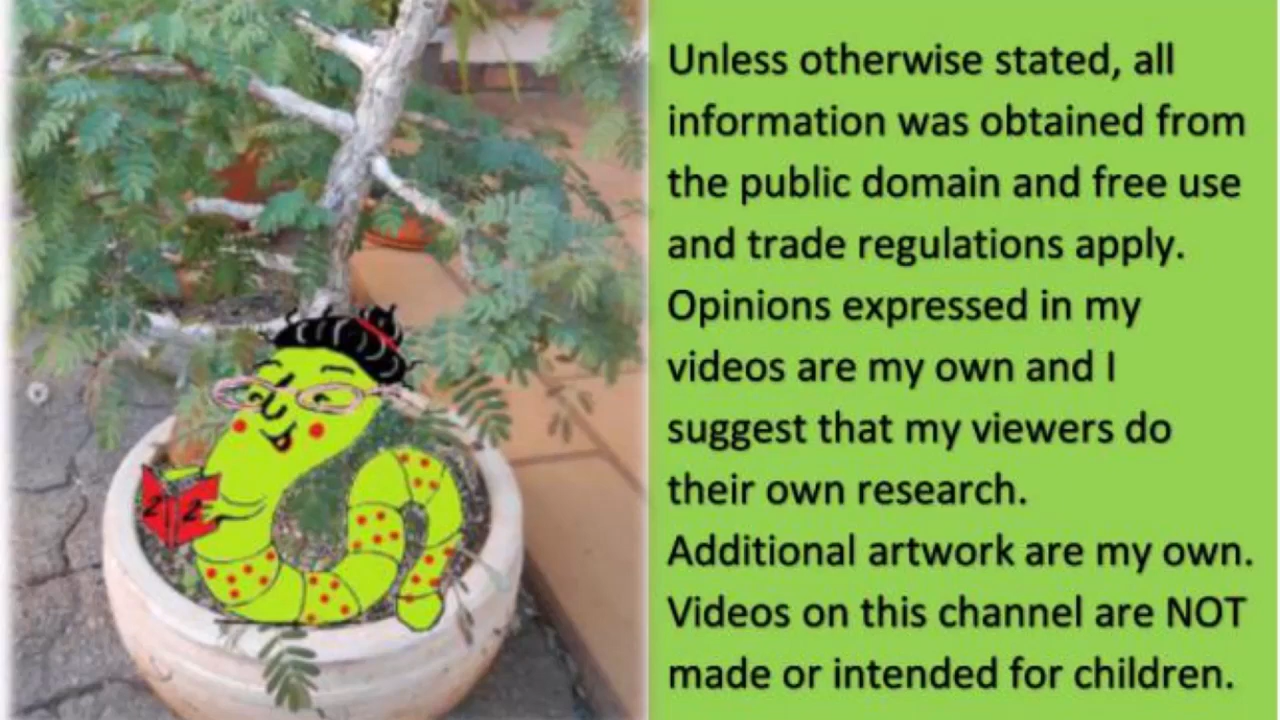 Unless otherwise stated, all
information was obtained from
the public domain and free use
and trade regulations apply.
Opinions expressed in my
videos are my own and I
suggest that my viewers do
their own research.
Additional artwork are my own.
Videos on this channel are NOT
made or intended for children.